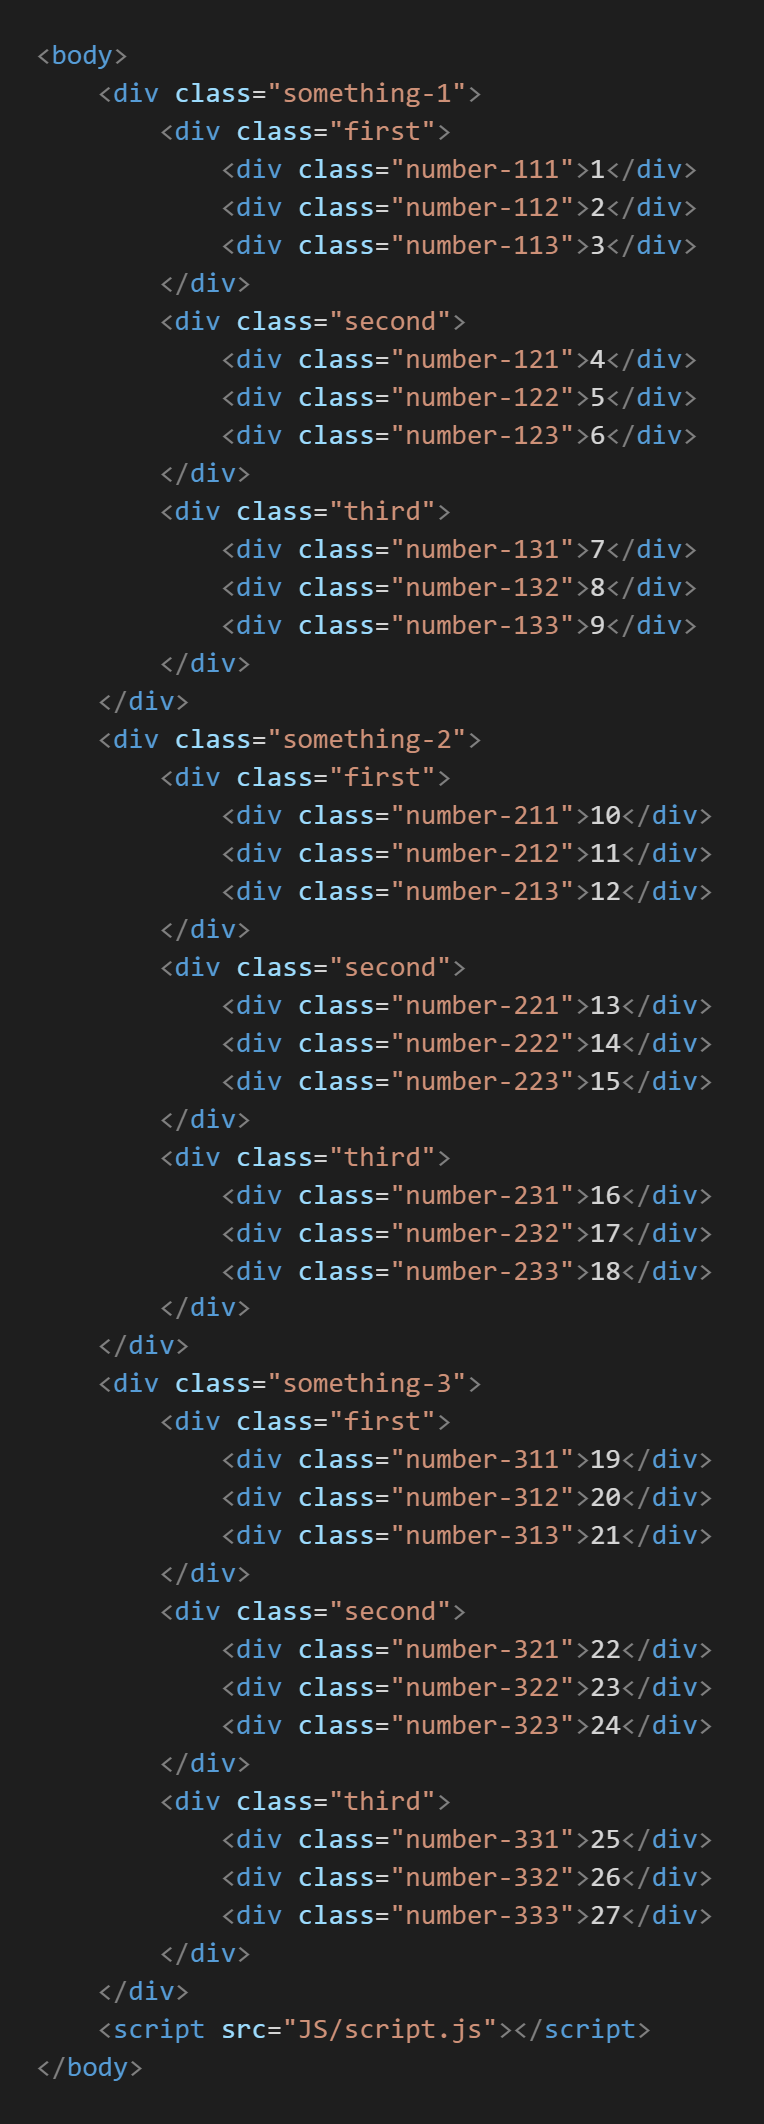 <body>
    <div class="something-1">
        <div class="first">
            <div class="number-111">1</div>
            <div class="number-112">2</div>
            <div class="number-113">3</div>
        </div>
        <div class="second">
            <div class="number-121">4</div>
            <div class="number-122">5</div>
            <div class="number-123">6</div>
        </div>
        <div class="third">
            <div class="number-131">7</div>
            <div class="number-132">8</div>
            <div class="number-133">9</div>
        </div>
    </div>
    <div class="something-2">
        <div class="first">
            <div class="number-211">10</div>
            <div class="number-212">11</div>
            <div class="number-213">12</div>
        </div>
        <div class="second">
            <div class="number-221">13</div>
            <div class="number-222">14</div>
            <div class="number-223">15</div>
        </div>
        <div class="third">
            <div class="number-231">16</div>
            <div class="number-232">17</div>
            <div class="number-233">18</div>
        </div>
    </div>
    <div class="something-3">
        <div class="first">
            <div class="number-311">19</div>
            <div class="number-312">20</div>
            <div class="number-313">21</div>
        </div>
        <div class="second">
            <div class="number-321">22</div>
            <div class="number-322">23</div>
            <div class="number-323">24</div>
        </div>
        <div class="third">
            <div class="number-331">25</div>
            <div class="number-332">26</div>
            <div class="number-333">27</div>
        </div>
    </div>
    <script src="JS/script.js"></script>
</body>